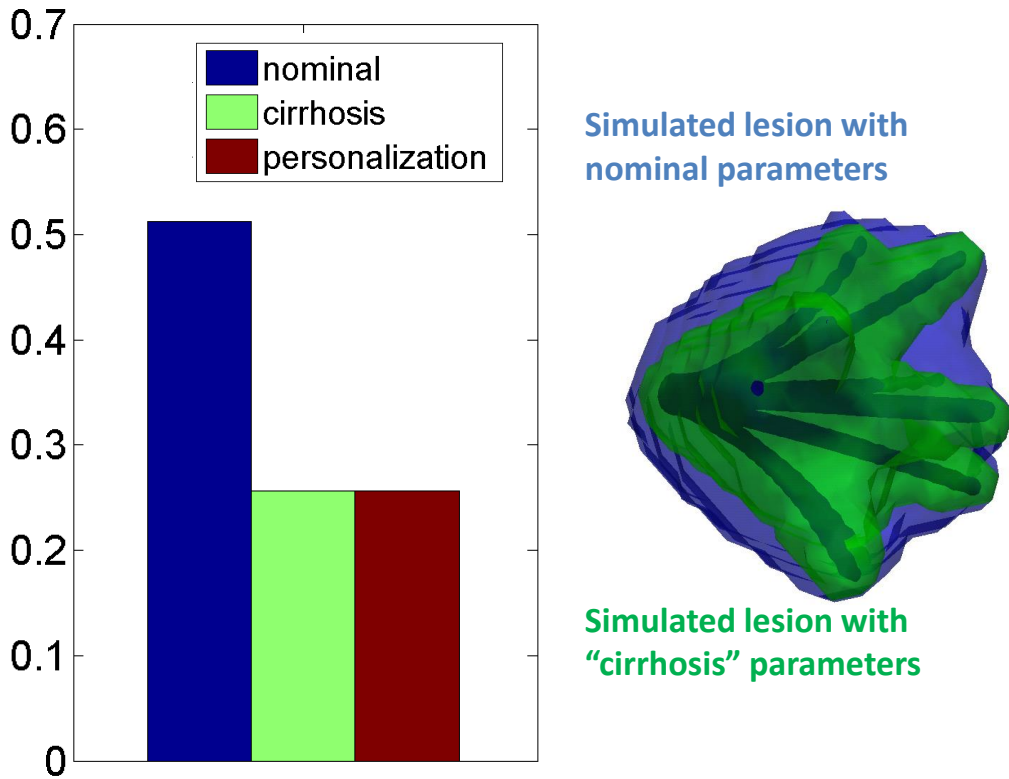 0.7
0.6
0.5
0.4
0.3
0.2
0.1
0
nominal
cirrhosis
personalization
Simulated lesion with
nominal parameters
Simulated lesion with
“cirrhosis” parameters